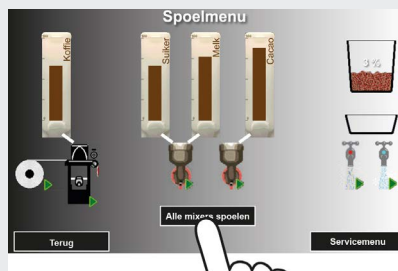 Spoelmenu
Koffie
Suiker
Melk
Cacao
3 %
Alle mixers spoelen
Terug
Servicemenu